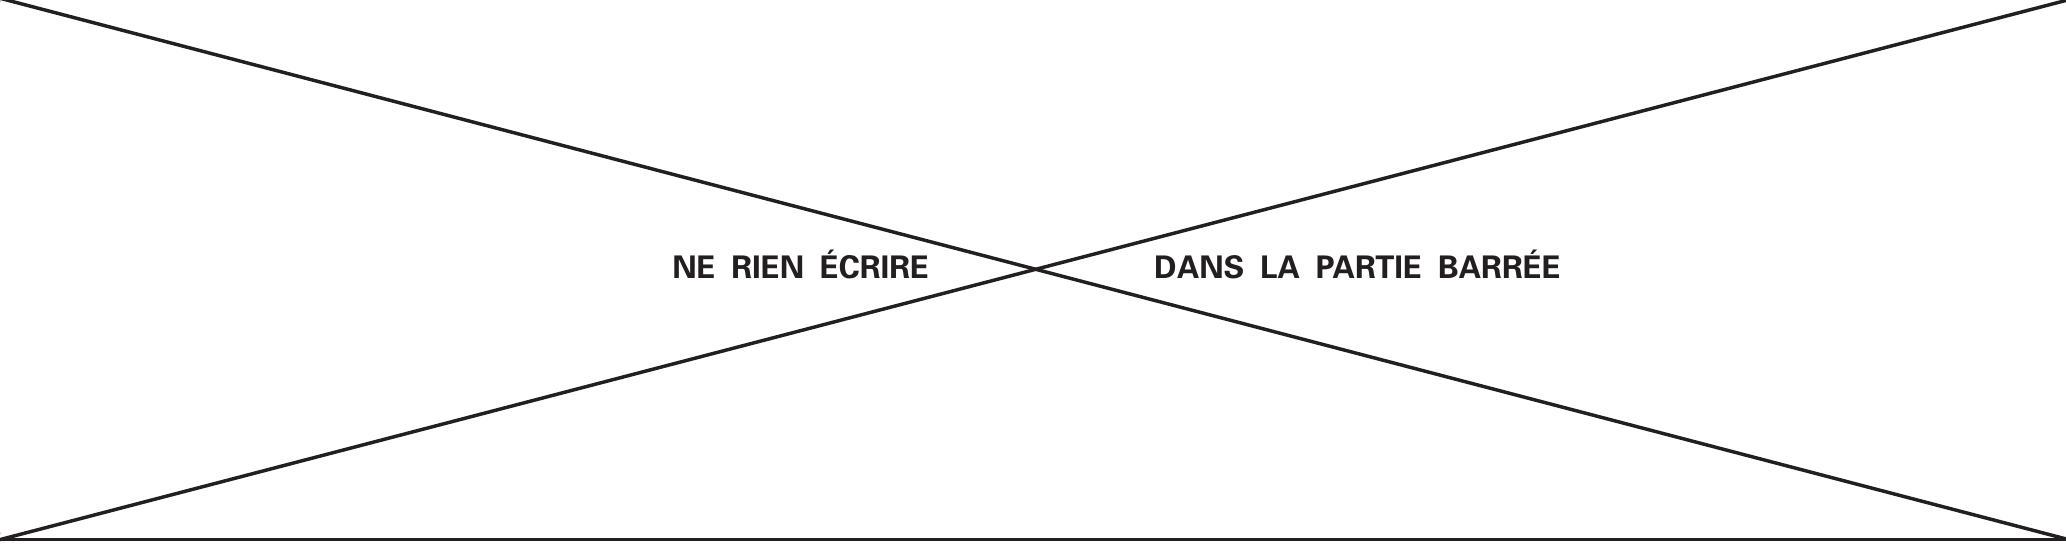 NE RIEN ÉCRIRE DANS LA PARTIE BARRÉE